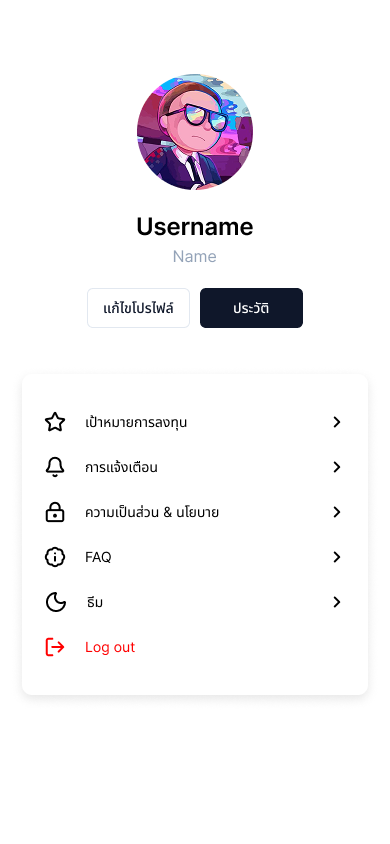 Username
Name
แก้ไขโปรไฟล์
ประวัติ
เป้าหมายการลงทุน
การแจ้งเตือน
ความเป็นส่วน & นโยบาย
FAQ
ธีม
Log out